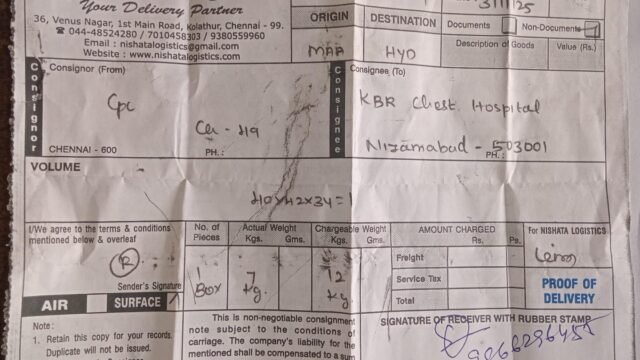 Your Delivery Partner
36, Venus Nagar, 1st Main Road, Kolathur, Chennai - 99.
☎ 044-48524280 / 7010458303 / 9380559960
Email : nishatalogistics@gmail.com
Website : www.nishatalogistics.com
ORIGIN
MAA
DESTINATION
HYD
3/11/25
Documents
Non-Documents
Description of Goods
Value (Rs.)
Consignor
Consignor (From)
Cpc
Ch - 119
CHENNAI - 600
PH.:
Consignee
Consignee (To)
KBR Chest Hospital
Nizamabad - 503001
PH.:
VOLUME
40x42x34=1
I/We agree to the terms & conditions
mentioned below & overleaf
R
Sender's Signature
AIR
SURFACE
No. of
Pieces
1
Box
Actual Weight
Kgs. Gms.
7
Kg.
Chargeable Weight
Kgs. Gms.
12
Kg
AMOUNT CHARGED
Rs. Ps.
Freight
Service Tax
Total
For NISHATA LOGISTICS
PROOF OF
DELIVERY
Note :
1. Retain this copy for your records.
Duplicate will not be issued.
This is non-negotiable consignment
note subject to the conditions of
carriage. The company's liability for the
mentioned shall be compensated to a sum
SIGNATURE OF RECEIVER WITH RUBBER STAMP